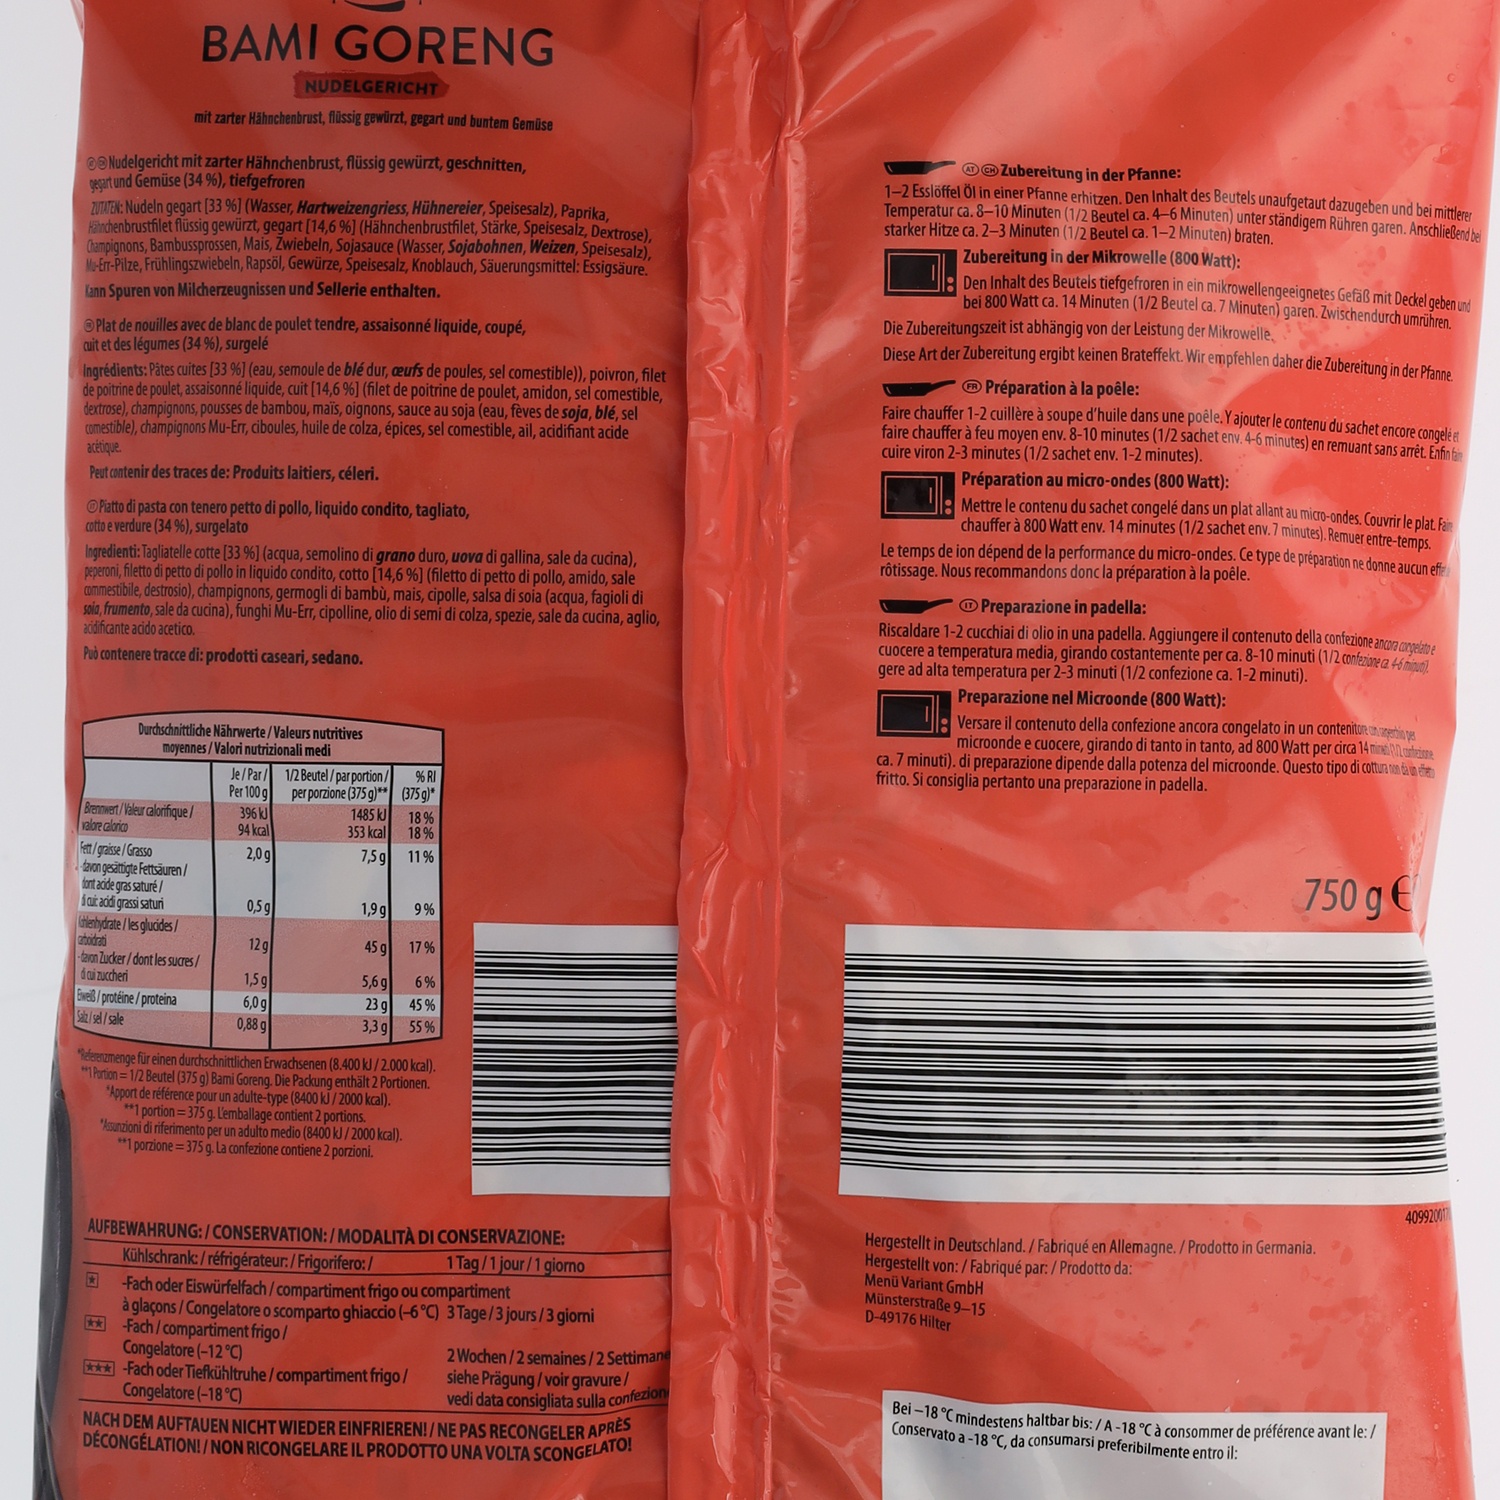 BAMI GORENG
NUDELGERICHT
mit zarter Hähnchenbrust, flüssig gewürzt, gegart und buntem Gemüse
Nudelgericht mit zarter Hähnchenbrust, flüssig gewürzt, geschnitten,
gegart und Gemüse (34 %), tiefgefroren
ZUTATEN: Nudeln gegart [33 %] (Wasser, Hartweizengriess, Hühnereier, Speisesalz), Paprika,
Hähnchenbrustfilet flüssig gewürzt, gegart [14,6 %] (Hähnchenbrustfilet, Stärke, Speisesalz, Dextrose),
Champignons, Bambussprossen, Mais, Zwiebeln, Sojasauce (Wasser, Sojabohnen, Weizen, Speisesalz),
Mu-Err-Pilze, Frühlingszwiebeln, Rapsöl, Gewürze, Speisesalz, Knoblauch, Säuerungsmittel: Essigsäure.
Kann Spuren von Milcherzeugnissen und Sellerie enthalten.
Plat de nouilles avec de blanc de poulet tendre, assaisonné liquide, coupé,
cuit et des légumes (34 %), surgelé
Ingrédients: Pâtes cuites [33 %] (eau, semoule de blé dur, œufs de poules, sel comestible)), poivron, filet
de poitrine de poulet, assaisonné liquide, cuit [14,6 %] (filet de poitrine de poulet, amidon, sel comestible,
dextrose), champignons, pousses de bambou, maïs, oignons, sauce au soja (eau, fèves de soja, blé, sel
comestible), champignons Mu-Err, ciboules, huile de colza, épices, sel comestible, ail, acidifiant acide
acétique.
Peut contenir des traces de: Produits laitiers, céleri.
IT Piatto di pasta con tenero petto di pollo, liquido condito, tagliato,
cotto e verdure (34 %), surgelato
Ingredienti: Tagliatelle cotte [33 %] (acqua, semolino di grano duro, uova di gallina, sale da cucina),
peperoni, filetto di petto di pollo in liquido condito, cotto [14,6 %] (filetto di petto di pollo, amido, sale
commestibile, destrosio), champignons, germogli di bambù, mais, cipolle, salsa di soia (acqua, fagioli di
soia, frumento, sale da cucina), funghi Mu-Err, cipolline, olio di semi di colza, spezie, sale da cucina, aglio,
acidificante acido acetico.
Può contenere tracce di: prodotti caseari, sedano.
Durchschnittliche Nährwerte / Valeurs nutritives
moyennes / Valori nutrizionali medi
Je / Par / 1/2 Beutel / par portion / % RI
Per 100 g per porzione (375 g)** (375 g)*
Brennwert / Valeur calorifique / 396 kJ 1485 kJ 18 %
valore calorico 94 kcal 353 kcal 18 %
Fett / graisse / Grasso 2,0 g 7,5 g 11 %
- davon gesättigte Fettsäuren /
dont acide gras saturé /
di cui: acidi grassi saturi 0,5 g 1,9 g 9 %
Kohlenhydrate / les glucides /
carboidrati 12 g 45 g 17 %
- davon Zucker / dont les sucres /
di cui zuccheri 1,5 g 5,6 g 6 %
Eiweiß / protéine / proteina 6,0 g 23 g 45 %
Salz / sel / sale 0,88 g 3,3 g 55 %
*Referenzmenge für einen durchschnittlichen Erwachsenen (8.400 kJ / 2.000 kcal).
**1 Portion = 1/2 Beutel (375 g) Bami Goreng. Die Packung enthält 2 Portionen.
*Apport de référence pour un adulte-type (8400 kJ / 2000 kcal).
**1 portion = 375 g. L'emballage contient 2 portions.
*Assunzioni di riferimento per un adulto medio (8400 kJ / 2000 kcal).
**1 porzione = 375 g. La confezione contiene 2 porzioni.
AUFBEWAHRUNG: / CONSERVATION: / MODALITÀ DI CONSERVAZIONE:
Kühlschrank: / réfrigérateur: / Frigorifero: / 1 Tag / 1 jour / 1 giorno
* -Fach oder Eiswürfelfach / compartiment frigo ou compartiment
à glaçons / Congelatore o scomparto ghiaccio (–6 °C) 3 Tage / 3 jours / 3 giorni
** -Fach / compartiment frigo /
Congelatore (–12 °C) 2 Wochen / 2 semaines / 2 Settimane
*** -Fach oder Tiefkühltruhe / compartiment frigo / siehe Prägung / voir gravure /
Congelatore (–18 °C) vedi data consigliata sulla confezion
NACH DEM AUFTAUEN NICHT WIEDER EINFRIEREN! / NE PAS RECONGELER APRÈS
DÉCONGÉLATION! / NON RICONGELARE IL PRODOTTO UNA VOLTA SCONGELATO!
AT CH Zubereitung in der Pfanne:
1–2 Esslöffel Öl in einer Pfanne erhitzen. Den Inhalt des Beutels unaufgetaut dazugeben und bei mittlerer
Temperatur ca. 8–10 Minuten (1/2 Beutel ca. 4–6 Minuten) unter ständigem Rühren garen. Anschließend bei
starker Hitze ca. 2–3 Minuten (1/2 Beutel ca. 1–2 Minuten) braten.
Zubereitung in der Mikrowelle (800 Watt):
Den Inhalt des Beutels tiefgefroren in ein mikrowellengeeignetes Gefäß mit Deckel geben und
bei 800 Watt ca. 14 Minuten (1/2 Beutel ca. 7 Minuten) garen. Zwischendurch umrühren.
Die Zubereitungszeit ist abhängig von der Leistung der Mikrowelle.
Diese Art der Zubereitung ergibt keinen Brateffekt. Wir empfehlen daher die Zubereitung in der Pfanne.
FR Préparation à la poêle:
Faire chauffer 1-2 cuillère à soupe d'huile dans une poêle. Y ajouter le contenu du sachet encore congelé et
faire chauffer à feu moyen env. 8-10 minutes (1/2 sachet env. 4-6 minutes) en remuant sans arrêt. Enfin faire
cuire viron 2-3 minutes (1/2 sachet env. 1-2 minutes).
Préparation au micro-ondes (800 Watt):
Mettre le contenu du sachet congelé dans un plat allant au micro-ondes. Couvrir le plat. Faire
chauffer à 800 Watt env. 14 minutes (1/2 sachet env. 7 minutes). Remuer entre-temps.
Le temps de ion dépend de la performance du micro-ondes. Ce type de préparation ne donne aucun effet
rôtissage. Nous recommandons donc la préparation à la poêle.
IT Preparazione in padella:
Riscaldare 1-2 cucchiai di olio in una padella. Aggiungere il contenuto della confezione ancora congelato e
cuocere a temperatura media, girando costantemente per ca. 8-10 minuti (1/2 confezione ca. 4-6 minuti).
gere ad alta temperatura per 2-3 minuti (1/2 confezione ca. 1-2 minuti).
Preparazione nel Microonde (800 Watt):
Versare il contenuto della confezione ancora congelato in un contenitore con coperchio per
microonde e cuocere, girando di tanto in tanto, ad 800 Watt per circa 14 minuti (1/2 confezione
ca. 7 minuti). di preparazione dipende dalla potenza del microonde. Questo tipo di cottura non dà un effetto
fritto. Si consiglia pertanto una preparazione in padella.
750 g e
40992001
Hergestellt in Deutschland. / Fabriqué en Allemagne. / Prodotto in Germania.
Hergestellt von: / Fabriqué par: / Prodotto da:
Menü Variant GmbH
Münsterstraße 9–15
D-49176 Hilter
Bei –18 °C mindestens haltbar bis: / A -18 °C à consommer de préférence avant le: /
Conservato a -18 °C, da consumarsi preferibilmente entro il: